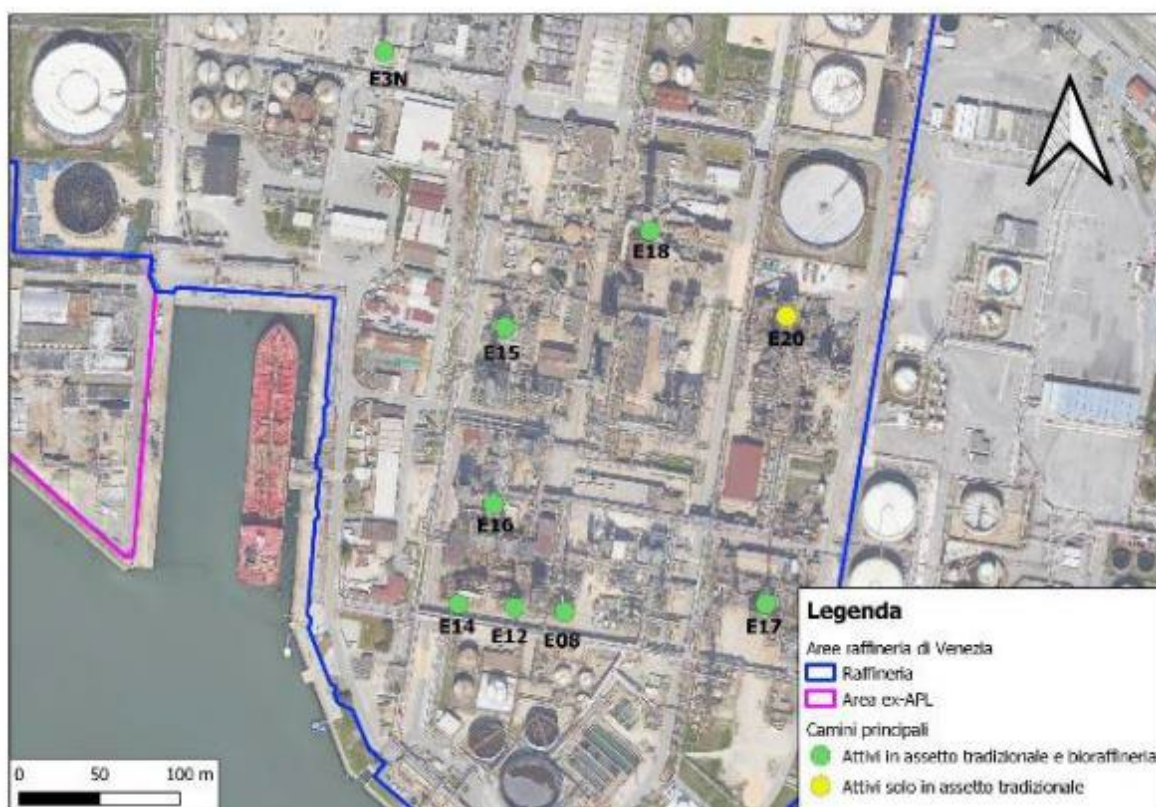 E3N
E18
E15
E20
E16
E14
E12
E08
E17
Legenda
Aree raffineria di Venezia
Raffineria
Area ex-APL
Camini principali
Attivi in assetto tradizionale e bioraffineria
Attivi solo in assetto tradizionale
0 50 100 m